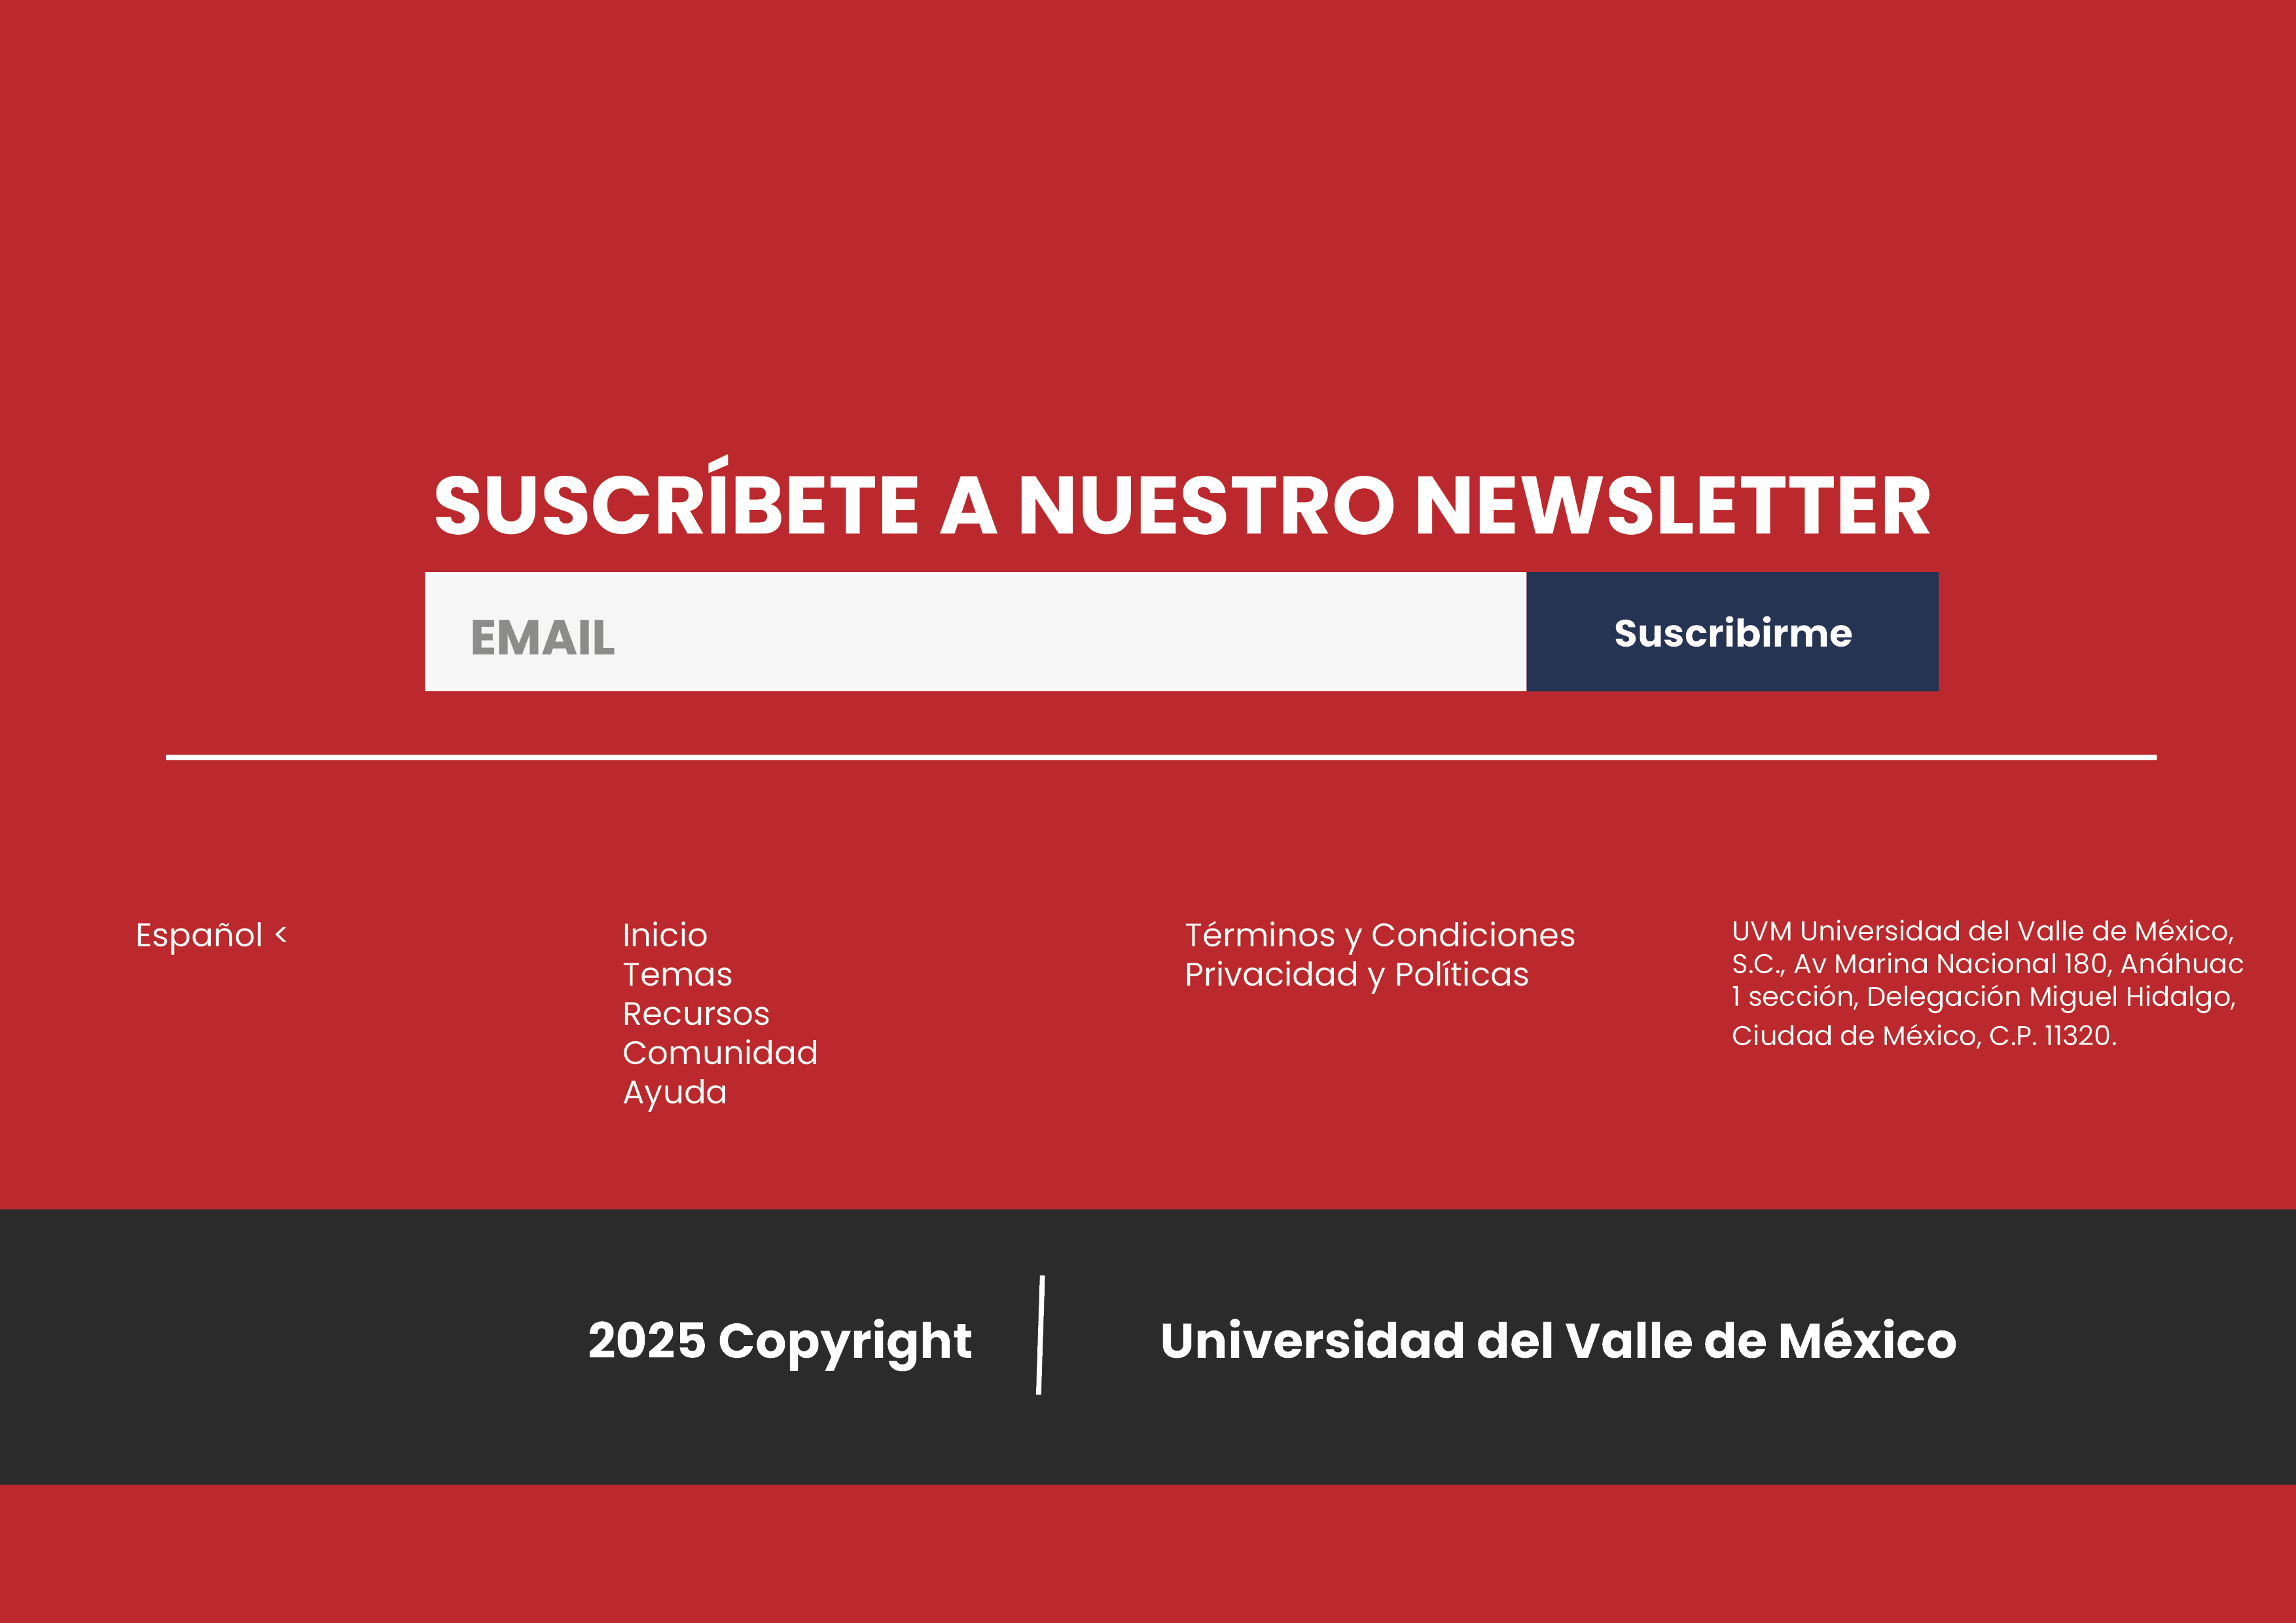 SUSCRÍBETE A NUESTRO NEWSLETTER
EMAIL
Suscribirme
Español <
Inicio
Temas
Recursos
Comunidad
Ayuda
Términos y Condiciones
Privacidad y Políticas
UVM Universidad del Valle de México,
S.C., Av Marina Nacional 180, Anáhuac
1 sección, Delegación Miguel Hidalgo,
Ciudad de México, C.P. 11320.
2025 Copyright
Universidad del Valle de México